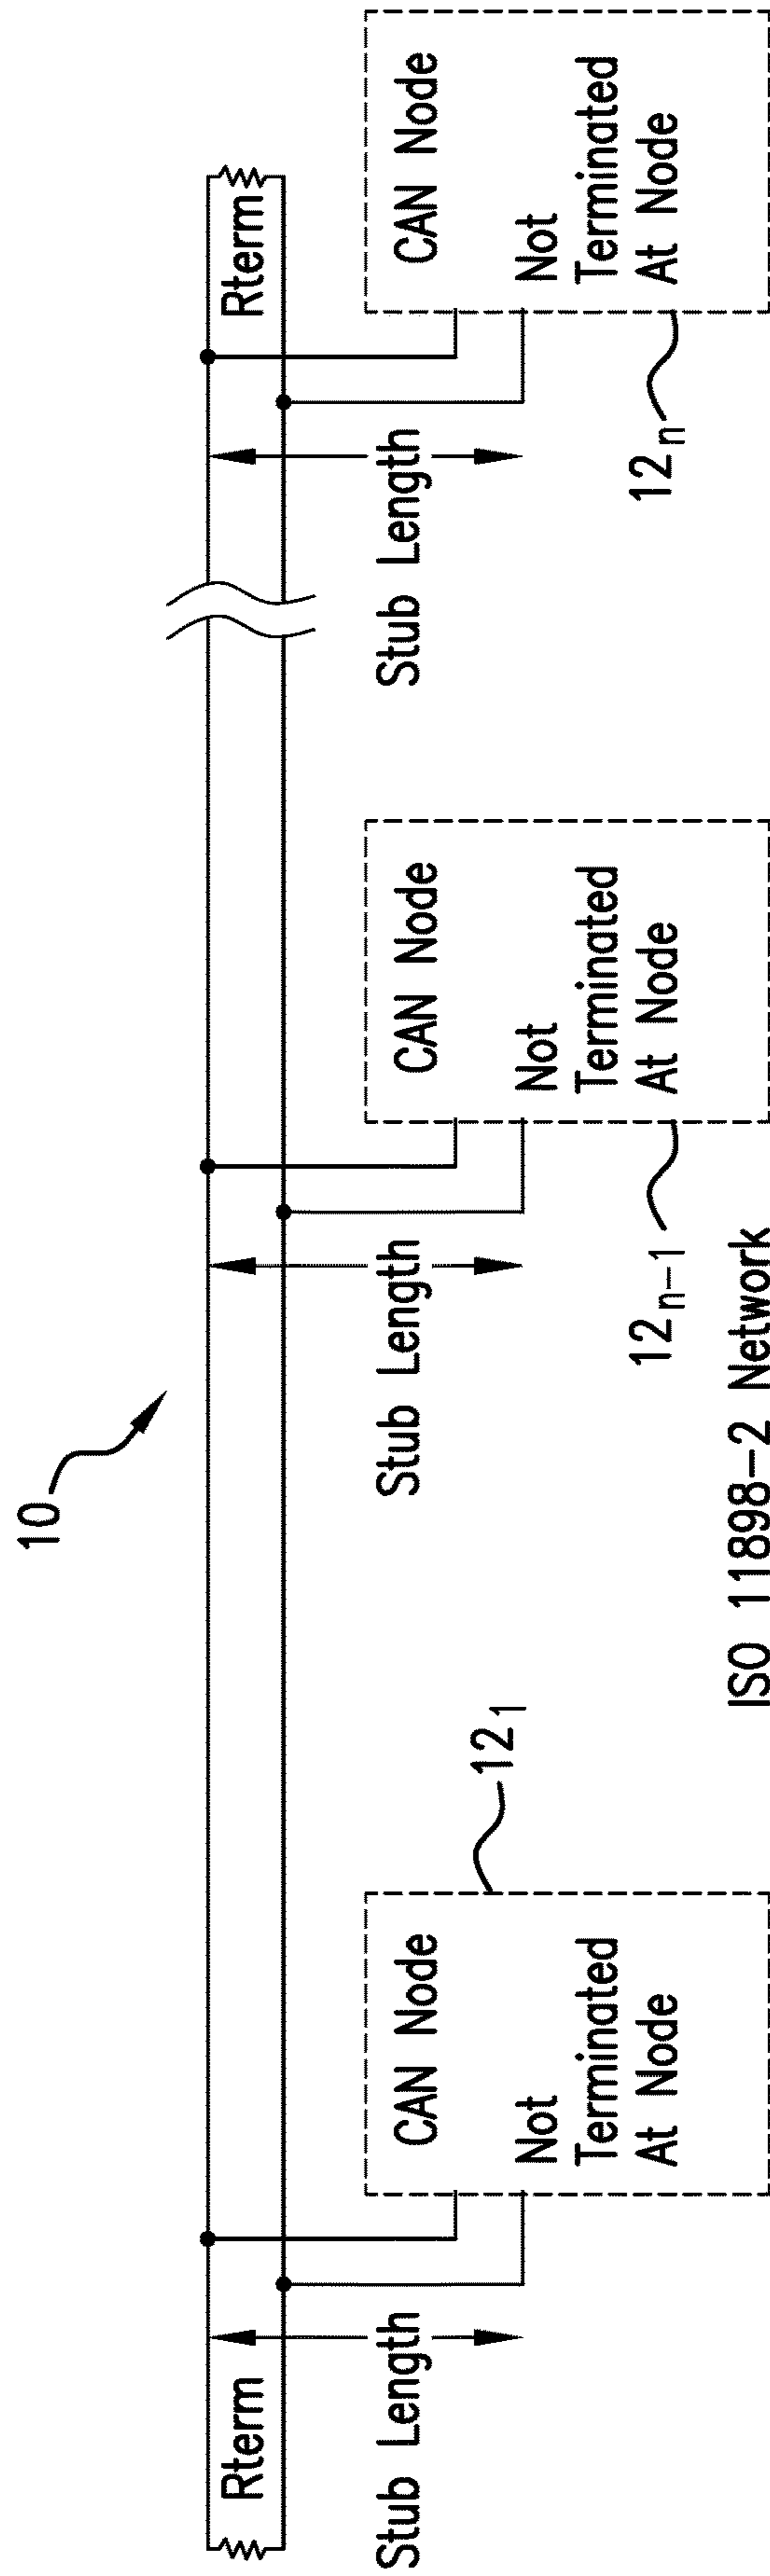 10
Rterm
Rterm
Stub Length
CAN Node
Not
Terminated
At Node
12₁
Stub Length
CAN Node
Not
Terminated
At Node
12ₙ₋₁
Stub Length
CAN Node
Not
Terminated
At Node
12ₙ
ISO 11898-2 Network